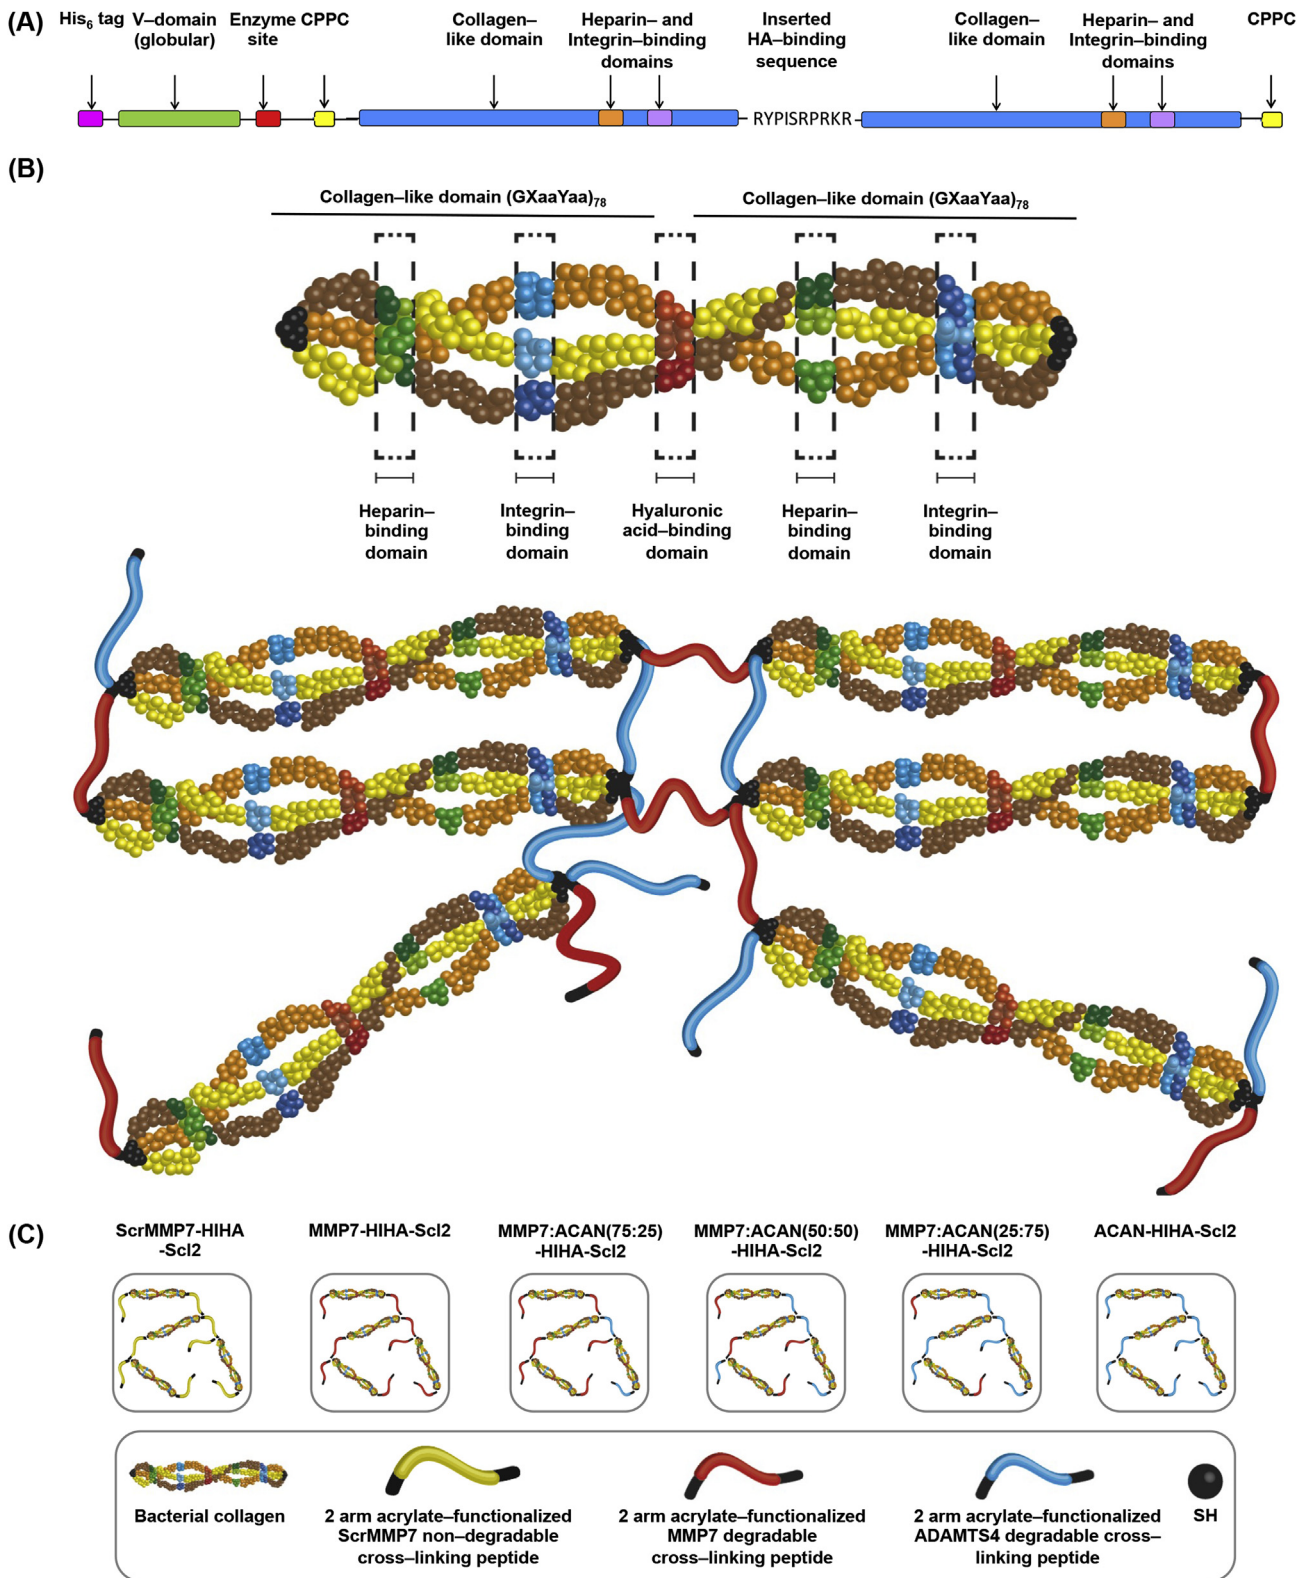 (A)
His6 tag
V–domain
(globular)
Enzyme
site
CPPC
Collagen–
like domain
Heparin– and
Integrin–binding
domains
Inserted
HA–binding
sequence
Collagen–
like domain
Heparin– and
Integrin–binding
domains
CPPC
RYPISRPRKR
(B)
Collagen–like domain (GXaaYaa)78
Collagen–like domain (GXaaYaa)78
Heparin–
binding
domain
Integrin–
binding
domain
Hyaluronic
acid–binding
domain
Heparin–
binding
domain
Integrin–
binding
domain
(C)
ScrMMP7-HIHA
-Scl2
MMP7-HIHA-Scl2
MMP7:ACAN(75:25)
-HIHA-Scl2
MMP7:ACAN(50:50)
-HIHA-Scl2
MMP7:ACAN(25:75)
-HIHA-Scl2
ACAN-HIHA-Scl2
Bacterial collagen
2 arm acrylate–functionalized
ScrMMP7 non–degradable
cross–linking peptide
2 arm acrylate–functionalized
MMP7 degradable
cross–linking peptide
2 arm acrylate–functionalized
ADAMTS4 degradable cross–
linking peptide
SH